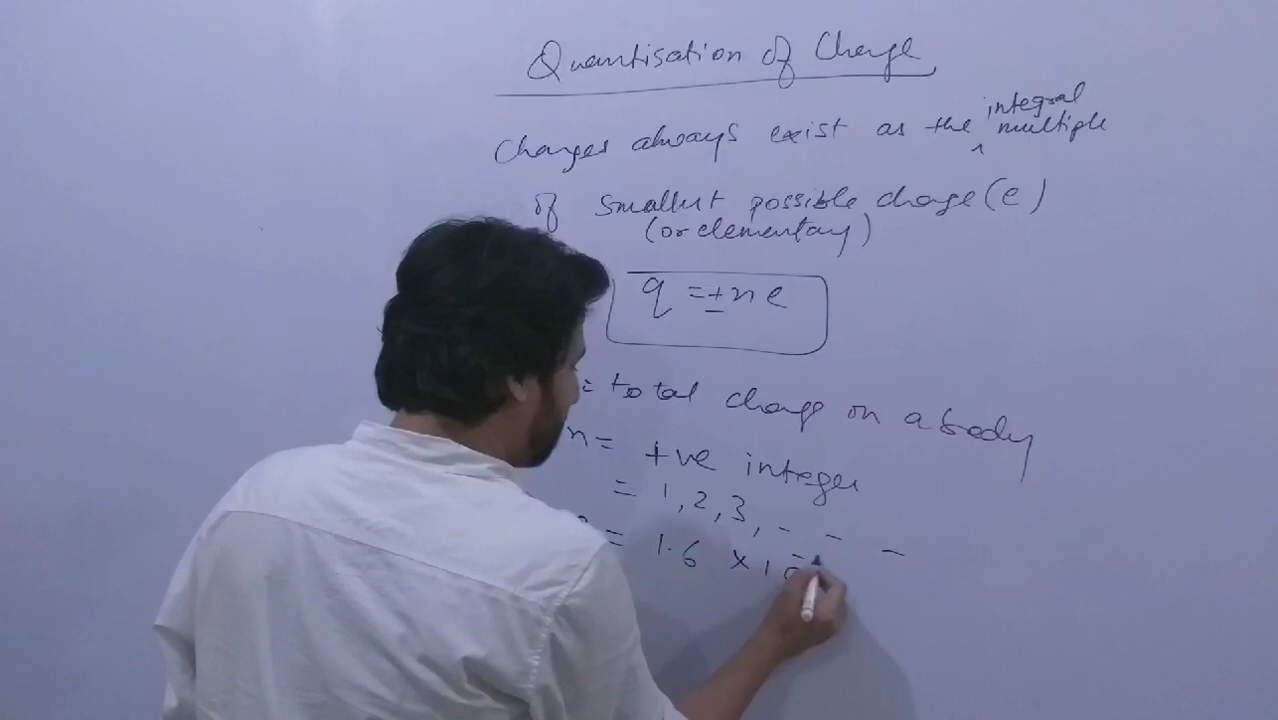 Quantisation of Charge
Charges always exist as the integral multiple
of smallest possible charge (e)
(or elementary)
q = ± n e
= total charge on a body
n = +ve integer
= 1, 2, 3, - - -
= 1.6 × 10-